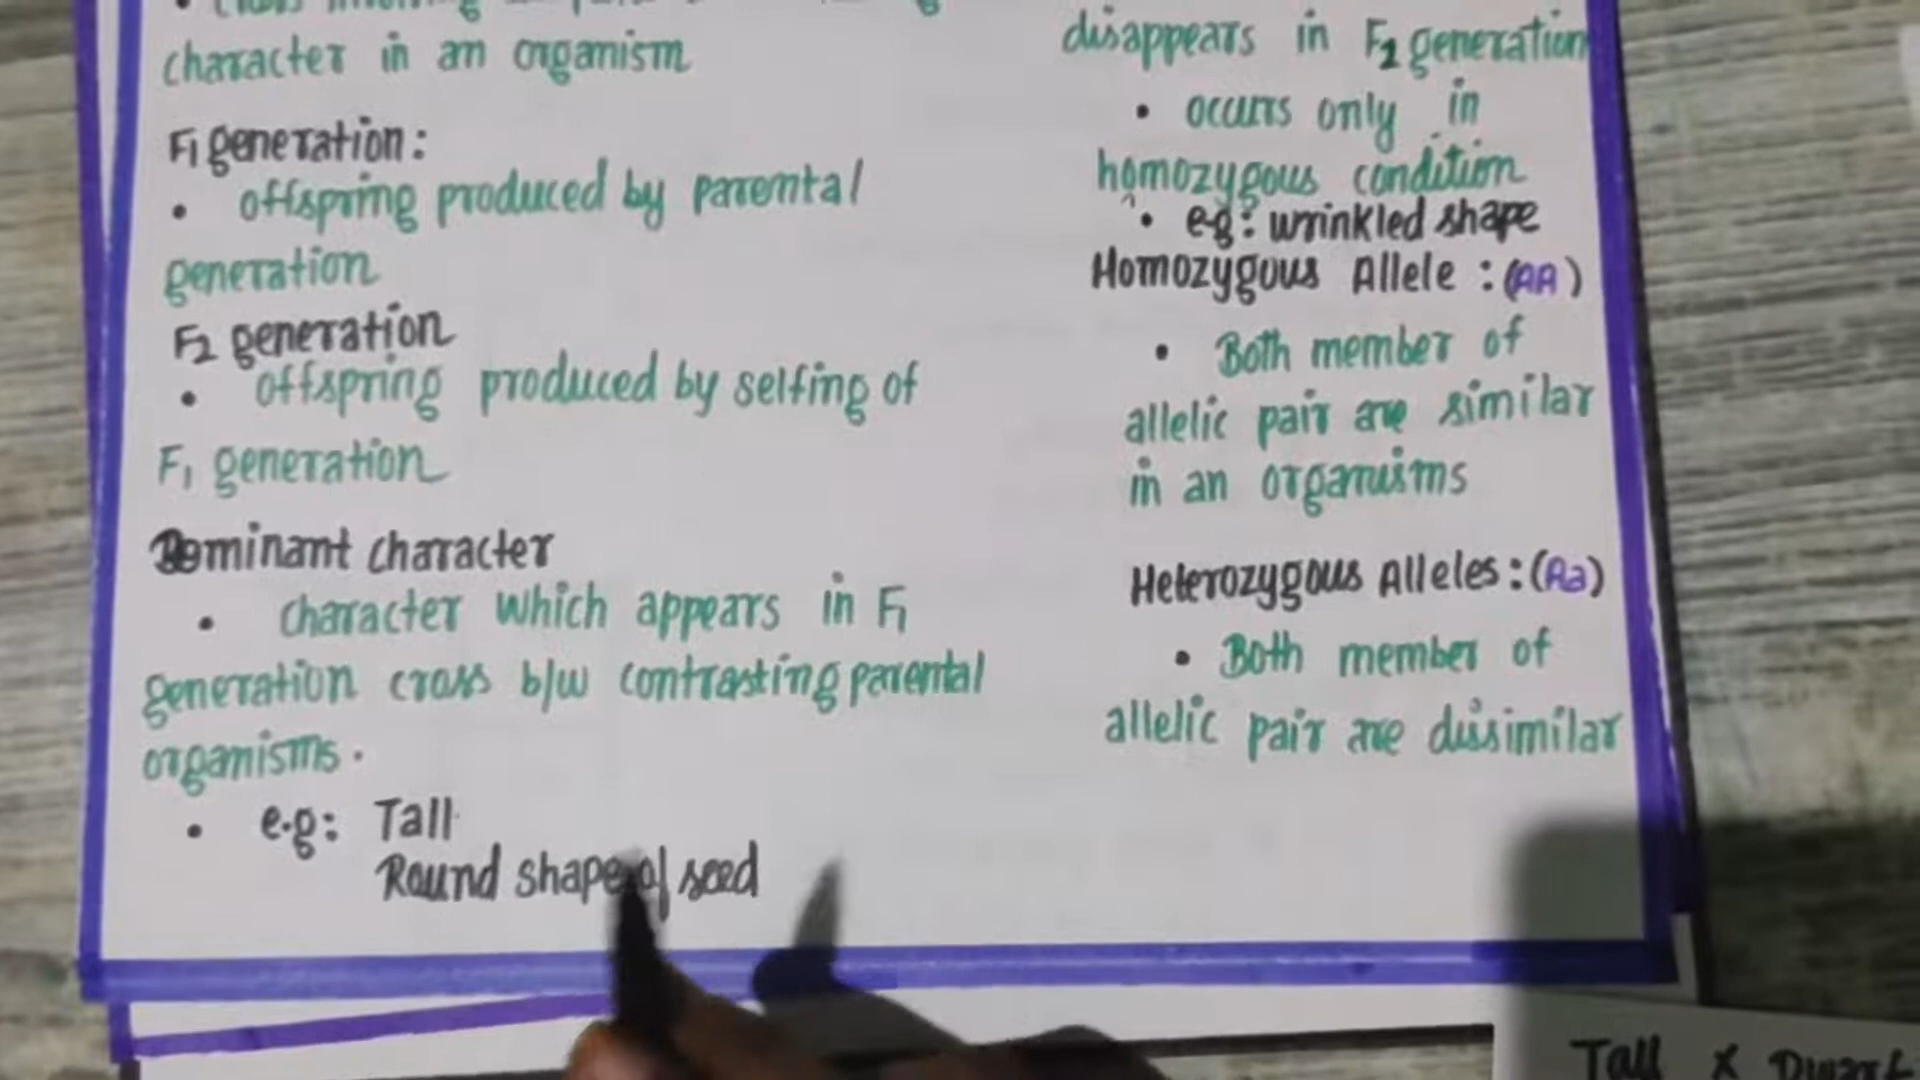 character in an organism
F1 generation:
• offspring produced by parental
generation
F2 generation
• offspring produced by selfing of
F1 generation
Dominant character
• character which appears in F1
generation cross b/w contrasting parental
organisms.
• e.g: Tall
Round shape of seed
disappears in F2 generation
• occurs only in
homozygous condition
• e.g: wrinkled shape
Homozygous Allele : (AA)
• Both member of
allelic pair are similar
in an organisms
Heterozygous Alleles : (Aa)
• Both member of
allelic pair are dissimilar
Tall x